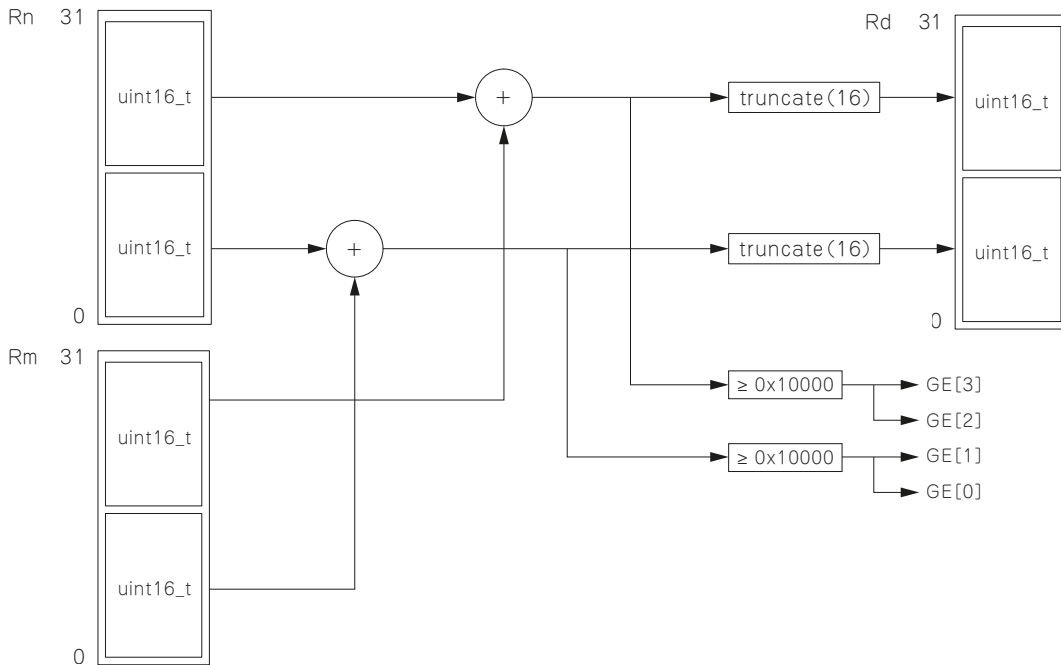 Rn 31
Rd 31
uint16_t
+
truncate(16)
uint16_t
uint16_t
+
truncate(16)
uint16_t
0
0
Rm 31
uint16_t
≥ 0x10000
GE[3]
GE[2]
≥ 0x10000
GE[1]
GE[0]
uint16_t
0